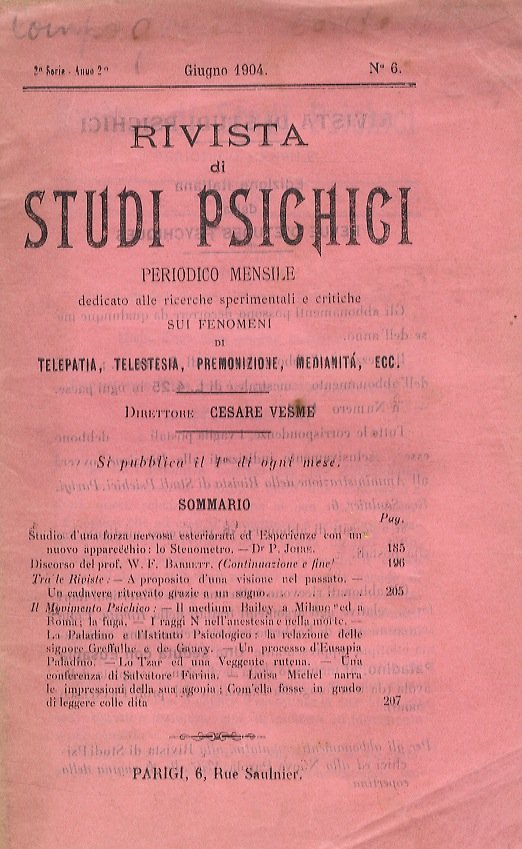 2ª Serie - Anno 2º
Giugno 1904.
Nº 6.
RIVISTA
di
STUDI PSICHICI
PERIODICO MENSILE
dedicato alle ricerche sperimentali e critiche
SUI FENOMENI
DI
TELEPATIA, TELESTESIA, PREMONIZIONE, MEDIANITÁ, ECC.
DIRETTORE CESARE VESME
Si pubblica il 1º di ogni mese.
SOMMARIO
Pag.
Studio d'una forza nervosa esteriorata ed Esperienze con un
nuovo apparecchio: lo Stenometro. — Dr P. JOIRE. 185
Discorso del prof. W. F. BARRETT. (Continuazione e fine) 196
Tra le Riviste: — A proposito d'una visione nel passato. —
Un cadavere ritrovato grazie a un sogno. 205
Il Movimento Psichico: — Il medium Bailey a Milano ed a
Roma; la fuga. — I raggi N nell'anestesia e nella morte. —
La Paladino e l'Istituto Psicologico: la relazione delle
signore Greffulhe e de Ganay. — Un processo d'Eusapia
Paladino. — Lo Tzar ed una Veggente rutena. — Una
conferenza di Salvatore Farina. — Luisa Michel narra
le impressioni della sua agonia; Com'ella fosse in grado
di leggere colle dita 207
PARIGI, 6, Rue Saulnier.